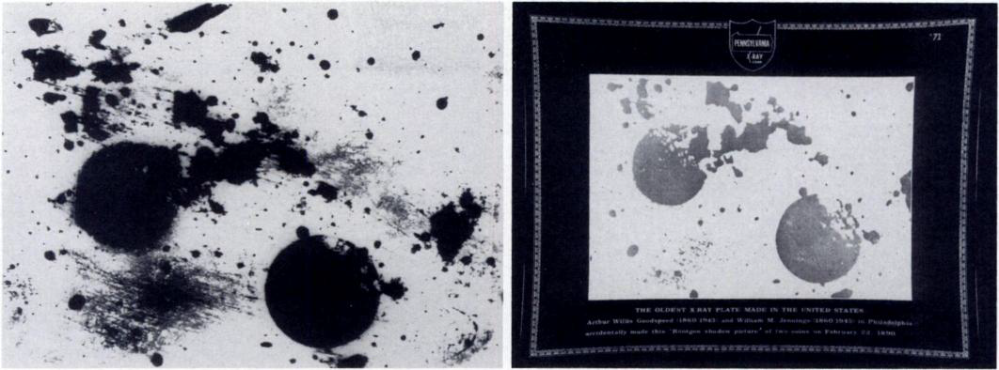 PENNSYLVANIA
X-RAY
'71
THE OLDEST X RAY PLATE MADE IN THE UNITED STATES
Arthur Willis Goodspeed (1860 1943) and William M. Jennings (1860 1945) in Philadelphia
accidentally made this "Röntgen shadow picture" of two coins on February 22, 1890.